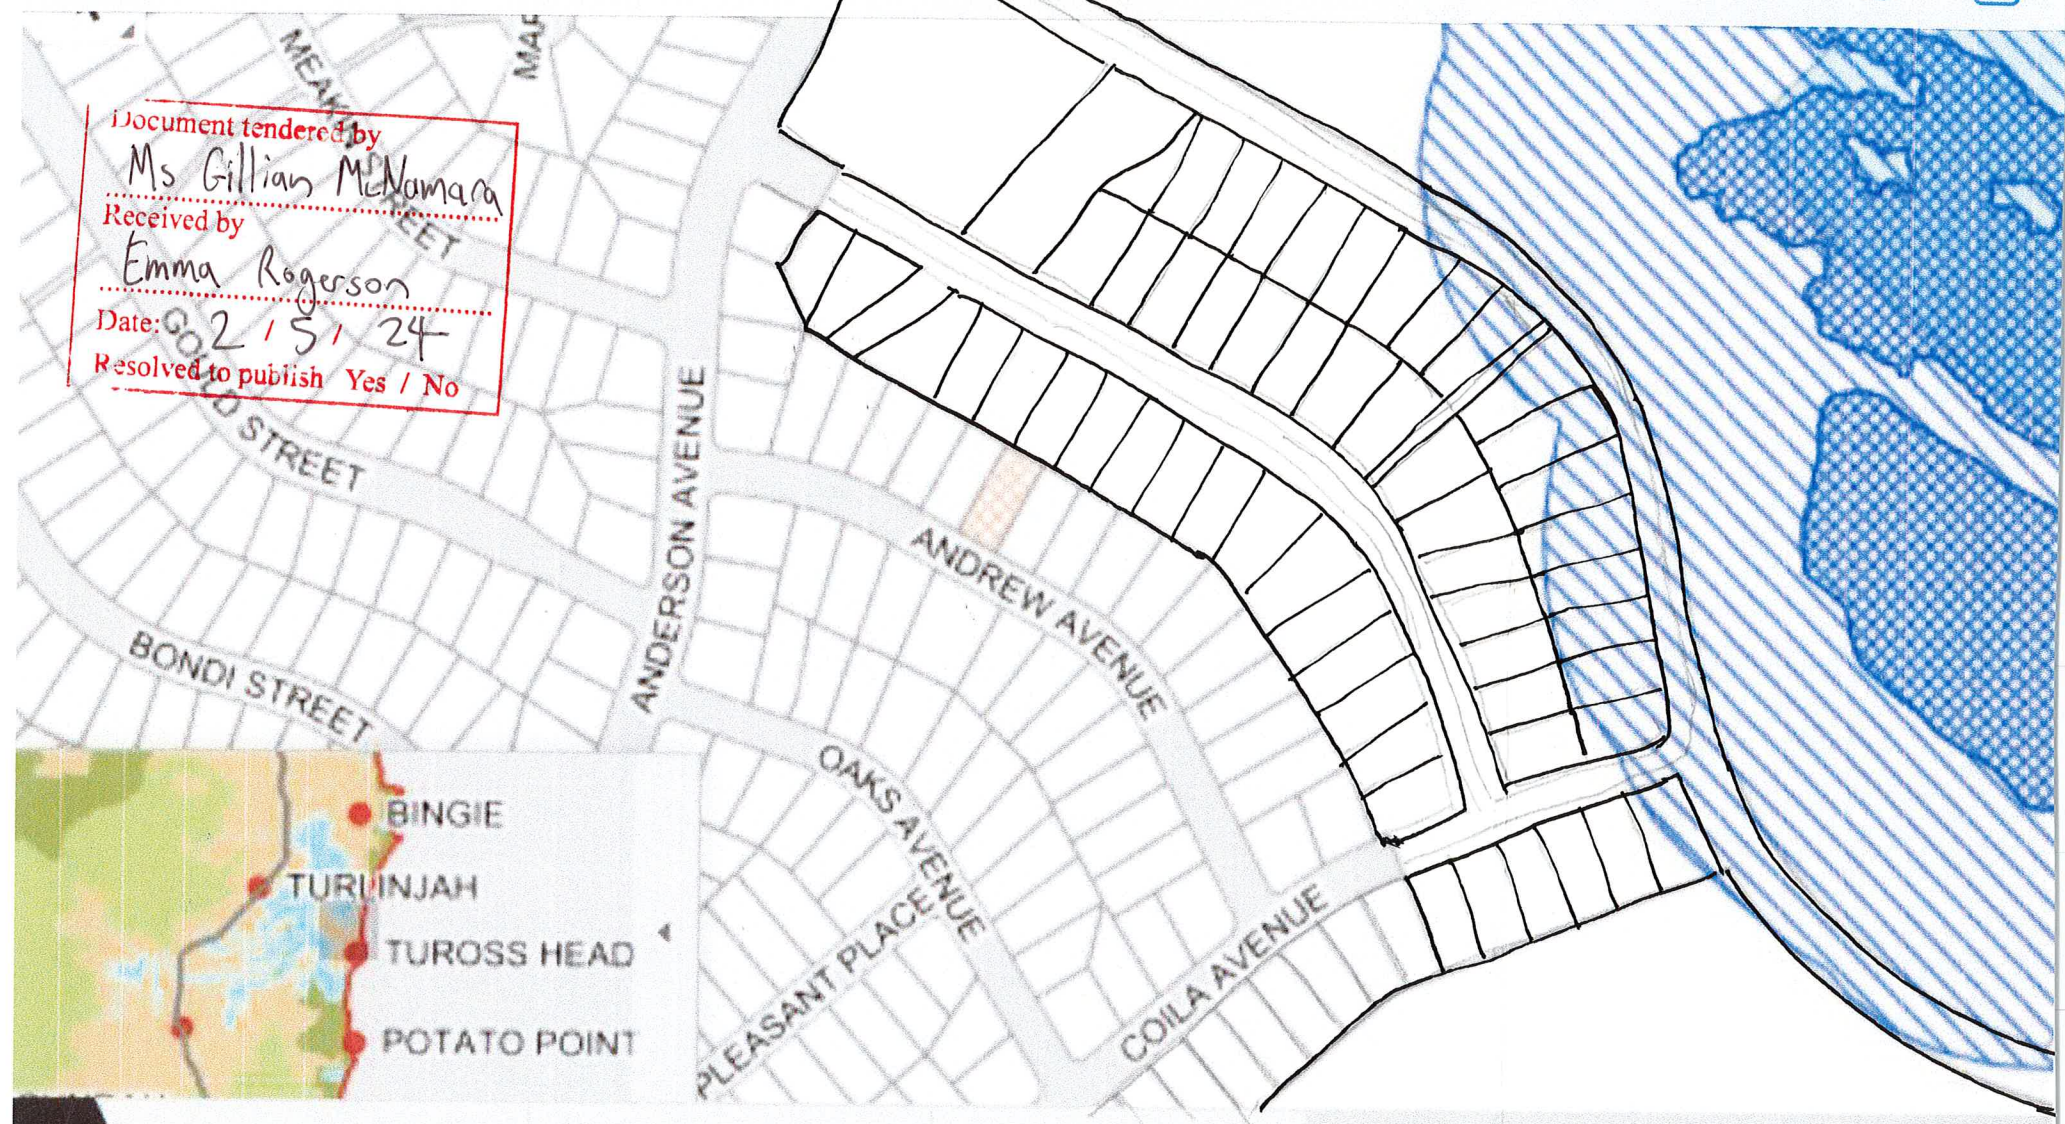 Document tendered by
Ms Gillian McNamara
Received by
Emma Rogerson
Date: 2 / 5 / 24
Resolved to publish Yes / No
STREET
GOULD STREET
BONDI STREET
ANDERSON AVENUE
ANDREW AVENUE
OAKS AVENUE
PLEASANT PLACE
COILA AVENUE
BINGIE
TURLINJAH
TUROSS HEAD
POTATO POINT